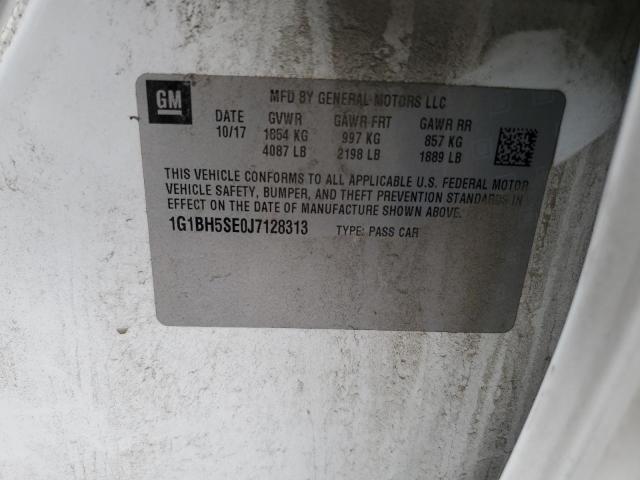 GM
MFD BY GENERAL MOTORS LLC
DATE GVWR GAWR FRT GAWR RR
10/17 1854 KG 997 KG 857 KG
4087 LB 2198 LB 1889 LB
THIS VEHICLE CONFORMS TO ALL APPLICABLE U.S. FEDERAL MOTOR
VEHICLE SAFETY, BUMPER, AND THEFT PREVENTION STANDARDS IN
EFFECT ON THE DATE OF MANUFACTURE SHOWN ABOVE.
1G1BH5SE0J7128313 TYPE: PASS CAR